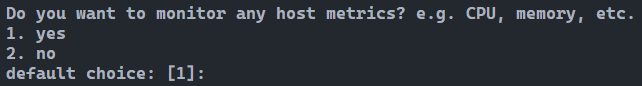 Do you want to monitor any host metrics? e.g. CPU, memory, etc.
1. yes
2. no
default choice: [1]: